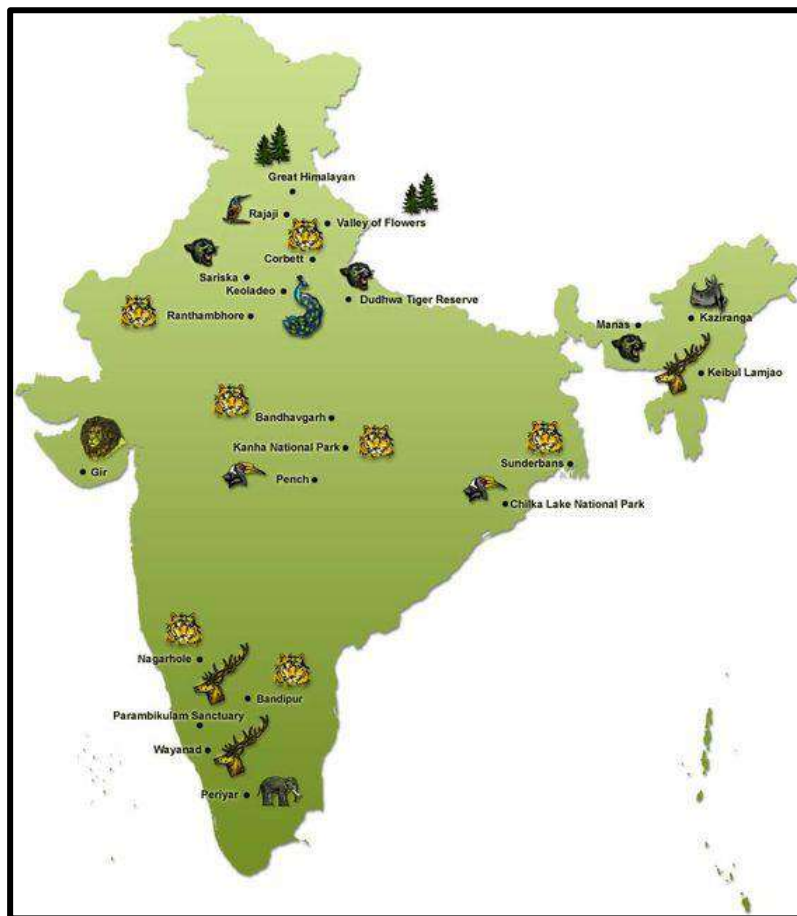 Great Himalayan
Rajaji
Valley of Flowers
Corbett
Sariska
Keoladeo
Dudhwa Tiger Reserve
Ranthambhore
Manas
Kaziranga
Keibul Lamjao
Bandhavgarh
Kanha National Park
Sunderbans
Gir
Pench
Chilka Lake National Park
Nagarhole
Bandipur
Parambikulam Sanctuary
Wayanad
Periyar